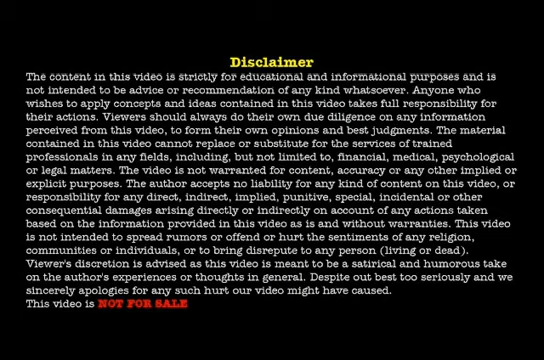 Disclaimer
The content in this video is strictly for educational and informational purposes and is
not intended to be advice or recommendation of any kind whatsoever. Anyone who
wishes to apply concepts and ideas contained in this video takes full responsibility for
their actions. Viewers should always do their own due diligence on any information
perceived from this video, to form their own opinions and best judgments. The material
contained in this video cannot replace or substitute for the services of trained
professionals in any fields, including, but not limited to, financial, medical, psychological
or legal matters. The video is not warranted for content, accuracy or any other implied or
explicit purposes. The author accepts no liability for any kind of content on this video, or
responsibility for any direct, indirect, implied, punitive, special, incidental or other
consequential damages arising directly or indirectly on account of any actions taken
based on the information provided in this video as is and without warranties. This video
is not intended to spread rumors or offend or hurt the sentiments of any religion,
communities or individuals, or to bring disrepute to any person (living or dead).
Viewer's discretion is advised as this video is meant to be a satirical and humorous take
on the author's experiences or thoughts in general. Despite out best too seriously and we
sincerely apologies for any such hurt our video might have caused.
This video is NOT FOR SALE